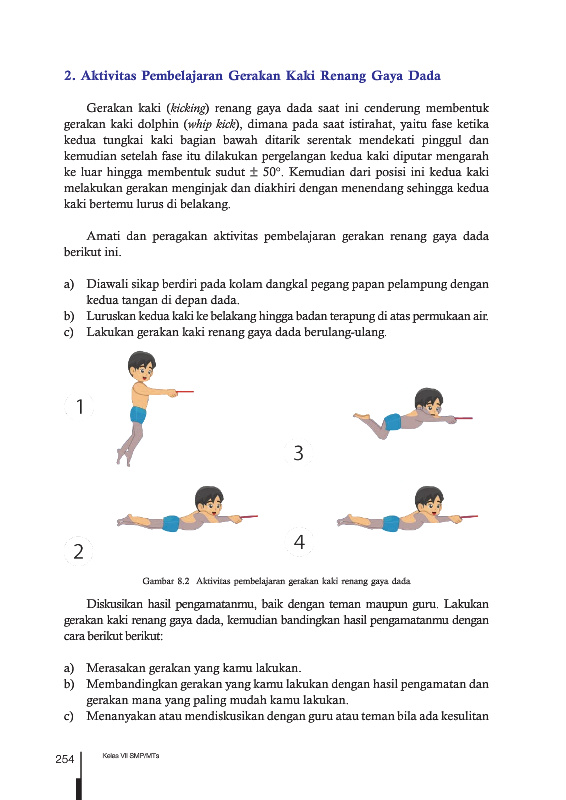 2. Aktivitas Pembelajaran Gerakan Kaki Renang Gaya Dada
Gerakan kaki (kicking) renang gaya dada saat ini cenderung membentuk
gerakan kaki dolphin (whip kick), dimana pada saat istirahat, yaitu fase ketika
kedua tungkai kaki bagian bawah ditarik serentak mendekati pinggul dan
kemudian setelah fase itu dilakukan pergelangan kedua kaki diputar mengarah
ke luar hingga membentuk sudut ± 50°. Kemudian dari posisi ini kedua kaki
melakukan gerakan menginjak dan diakhiri dengan menendang sehingga kedua
kaki bertemu lurus di belakang.
Amati dan peragakan aktivitas pembelajaran gerakan renang gaya dada
berikut ini.
a) Diawali sikap berdiri pada kolam dangkal pegang papan pelampung dengan
kedua tangan di depan dada.
b) Luruskan kedua kaki ke belakang hingga badan terapung di atas permukaan air.
c) Lakukan gerakan kaki renang gaya dada berulang-ulang.
1
3
2
4
Gambar 8.2 Aktivitas pembelajaran gerakan kaki renang gaya dada
Diskusikan hasil pengamatanmu, baik dengan teman maupun guru. Lakukan
gerakan kaki renang gaya dada, kemudian bandingkan hasil pengamatanmu dengan
cara berikut berikut:
a) Merasakan gerakan yang kamu lakukan.
b) Membandingkan gerakan yang kamu lakukan dengan hasil pengamatan dan
gerakan mana yang paling mudah kamu lakukan.
c) Menanyakan atau mendiskusikan dengan guru atau teman bila ada kesulitan
254
Kelas VII SMP/MTs